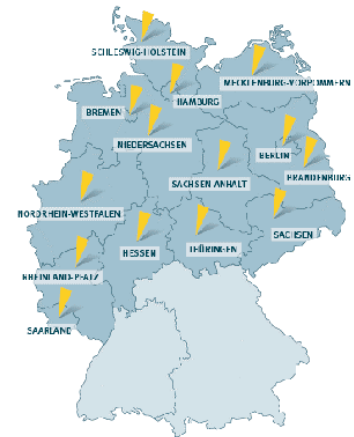 SCHLESWIG-HOLSTEIN
MECKLENBURG-VORPOMMERN
HAMBURG
BREMEN
NIEDERSACHSEN
BERLIN
BRANDENBURG
SACHSEN ANHALT
NORDRHEIN-WESTFALEN
SACHSEN
HESSEN
THÜRINGEN
RHEINLAND-PFALZ
SAARLAND